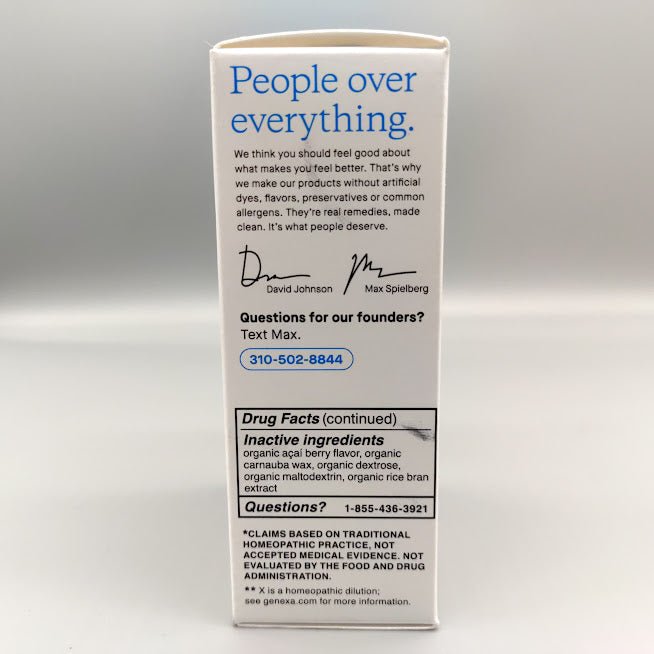 People over
everything.
We think you should feel good about
what makes you feel better. That's why
we make our products without artificial
dyes, flavors, preservatives or common
allergens. They're real remedies, made
clean. It's what people deserve.
David Johnson
Max Spielberg
Questions for our founders?
Text Max.
310-502-8844
Drug Facts (continued)
Inactive ingredients
organic açaí berry flavor, organic
carnauba wax, organic dextrose,
organic maltodextrin, organic rice bran
extract
Questions? 1-855-436-3921
*CLAIMS BASED ON TRADITIONAL
HOMEOPATHIC PRACTICE, NOT
ACCEPTED MEDICAL EVIDENCE. NOT
EVALUATED BY THE FOOD AND DRUG
ADMINISTRATION.
** X is a homeopathic dilution;
see genexa.com for more information.